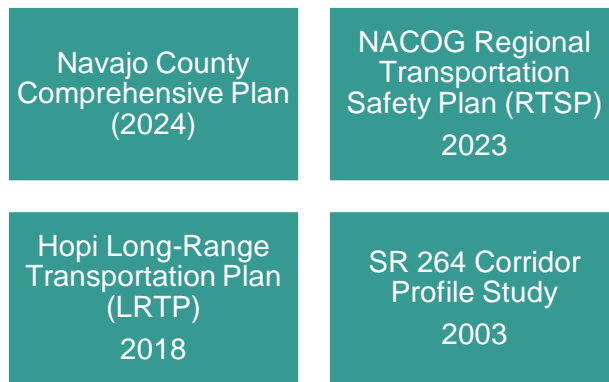 Navajo County
Comprehensive Plan
(2024)
NACOG Regional
Transportation
Safety Plan (RTSP)
2023
Hopi Long-Range
Transportation Plan
(LRTP)
2018
SR 264 Corridor
Profile Study
2003